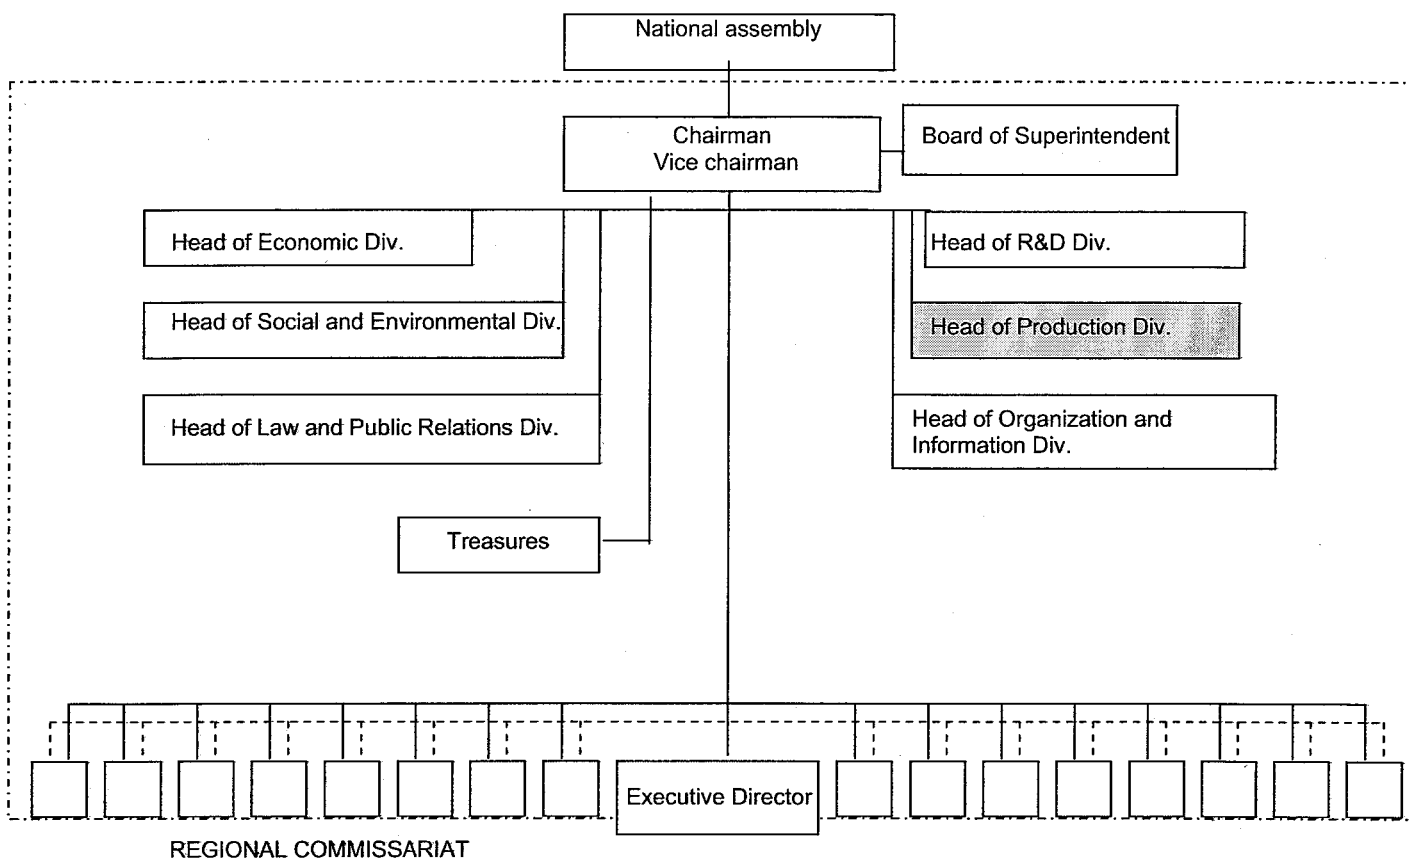 National assembly
Chairman
Vice chairman
Board of Superintendent
Head of Economic Div.
Head of R&D Div.
Head of Social and Environmental Div.
Head of Production Div.
Head of Law and Public Relations Div.
Head of Organization and
Information Div.
Treasures
Executive Director
REGIONAL COMMISSARIAT